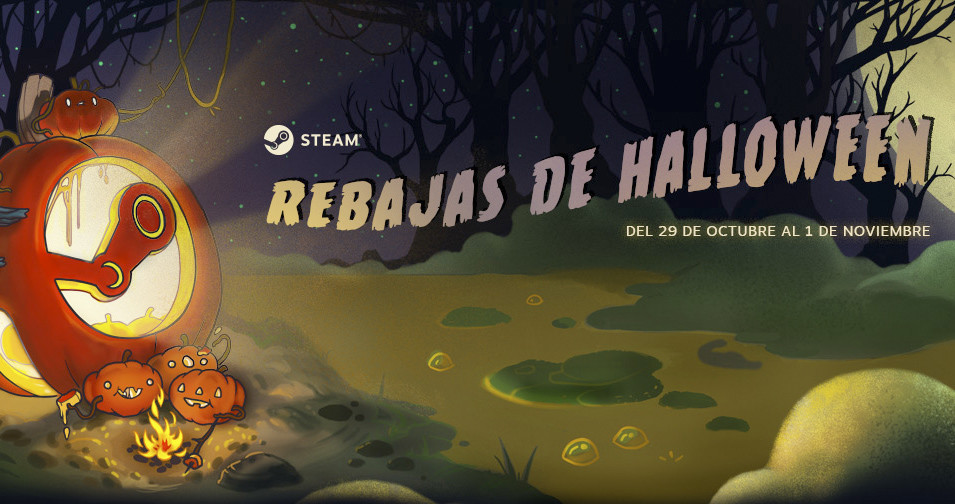 STEAM®
REBAJAS DE HALLOWEEN
DEL 29 DE OCTUBRE AL 1 DE NOVIEMBRE